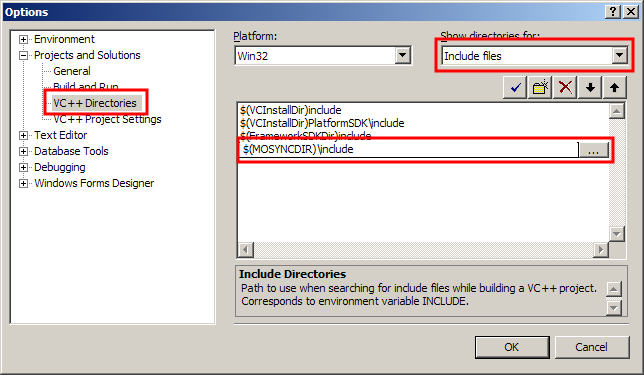 Options
Environment
Projects and Solutions
General
Build and Run
VC++ Directories
VC++ Project Settings
Text Editor
Database Tools
Debugging
Windows Forms Designer
Platform:
Show directories for:
Win32
Include files
$(VCInstallDir)include
$(VCInstallDir)PlatformSDK\include
$(FrameworkSDKDir)include
$(MOSYNCDIR)\include
...
Include Directories
Path to use when searching for include files while building a VC++ project.
Corresponds to environment variable INCLUDE.
OK
Cancel